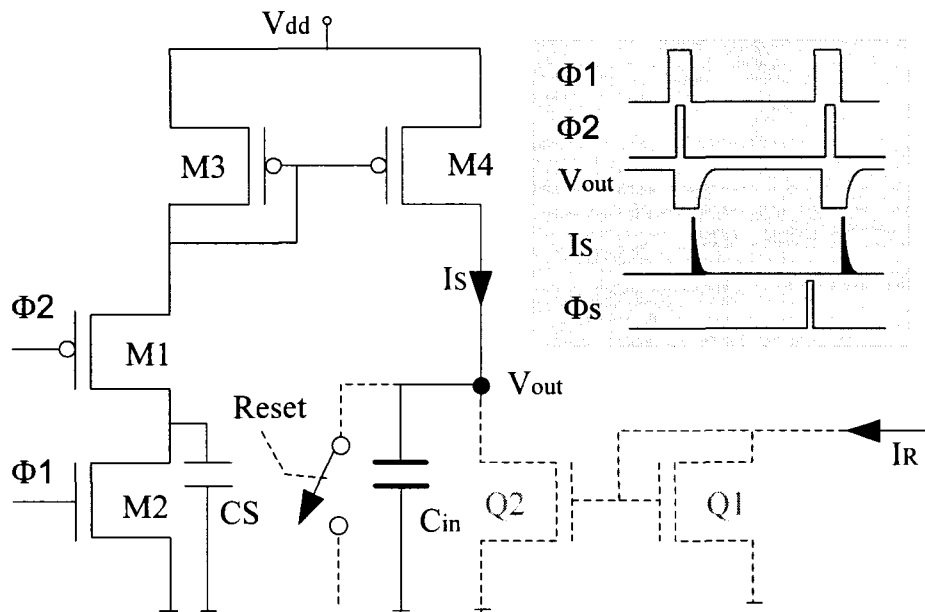 Vdd
Φ1
Φ2
Vout
Is
Φs
M3
M4
Is
Φ2
M1
Vout
Reset
IR
Φ1
M2
CS
Cin
Q2
Q1